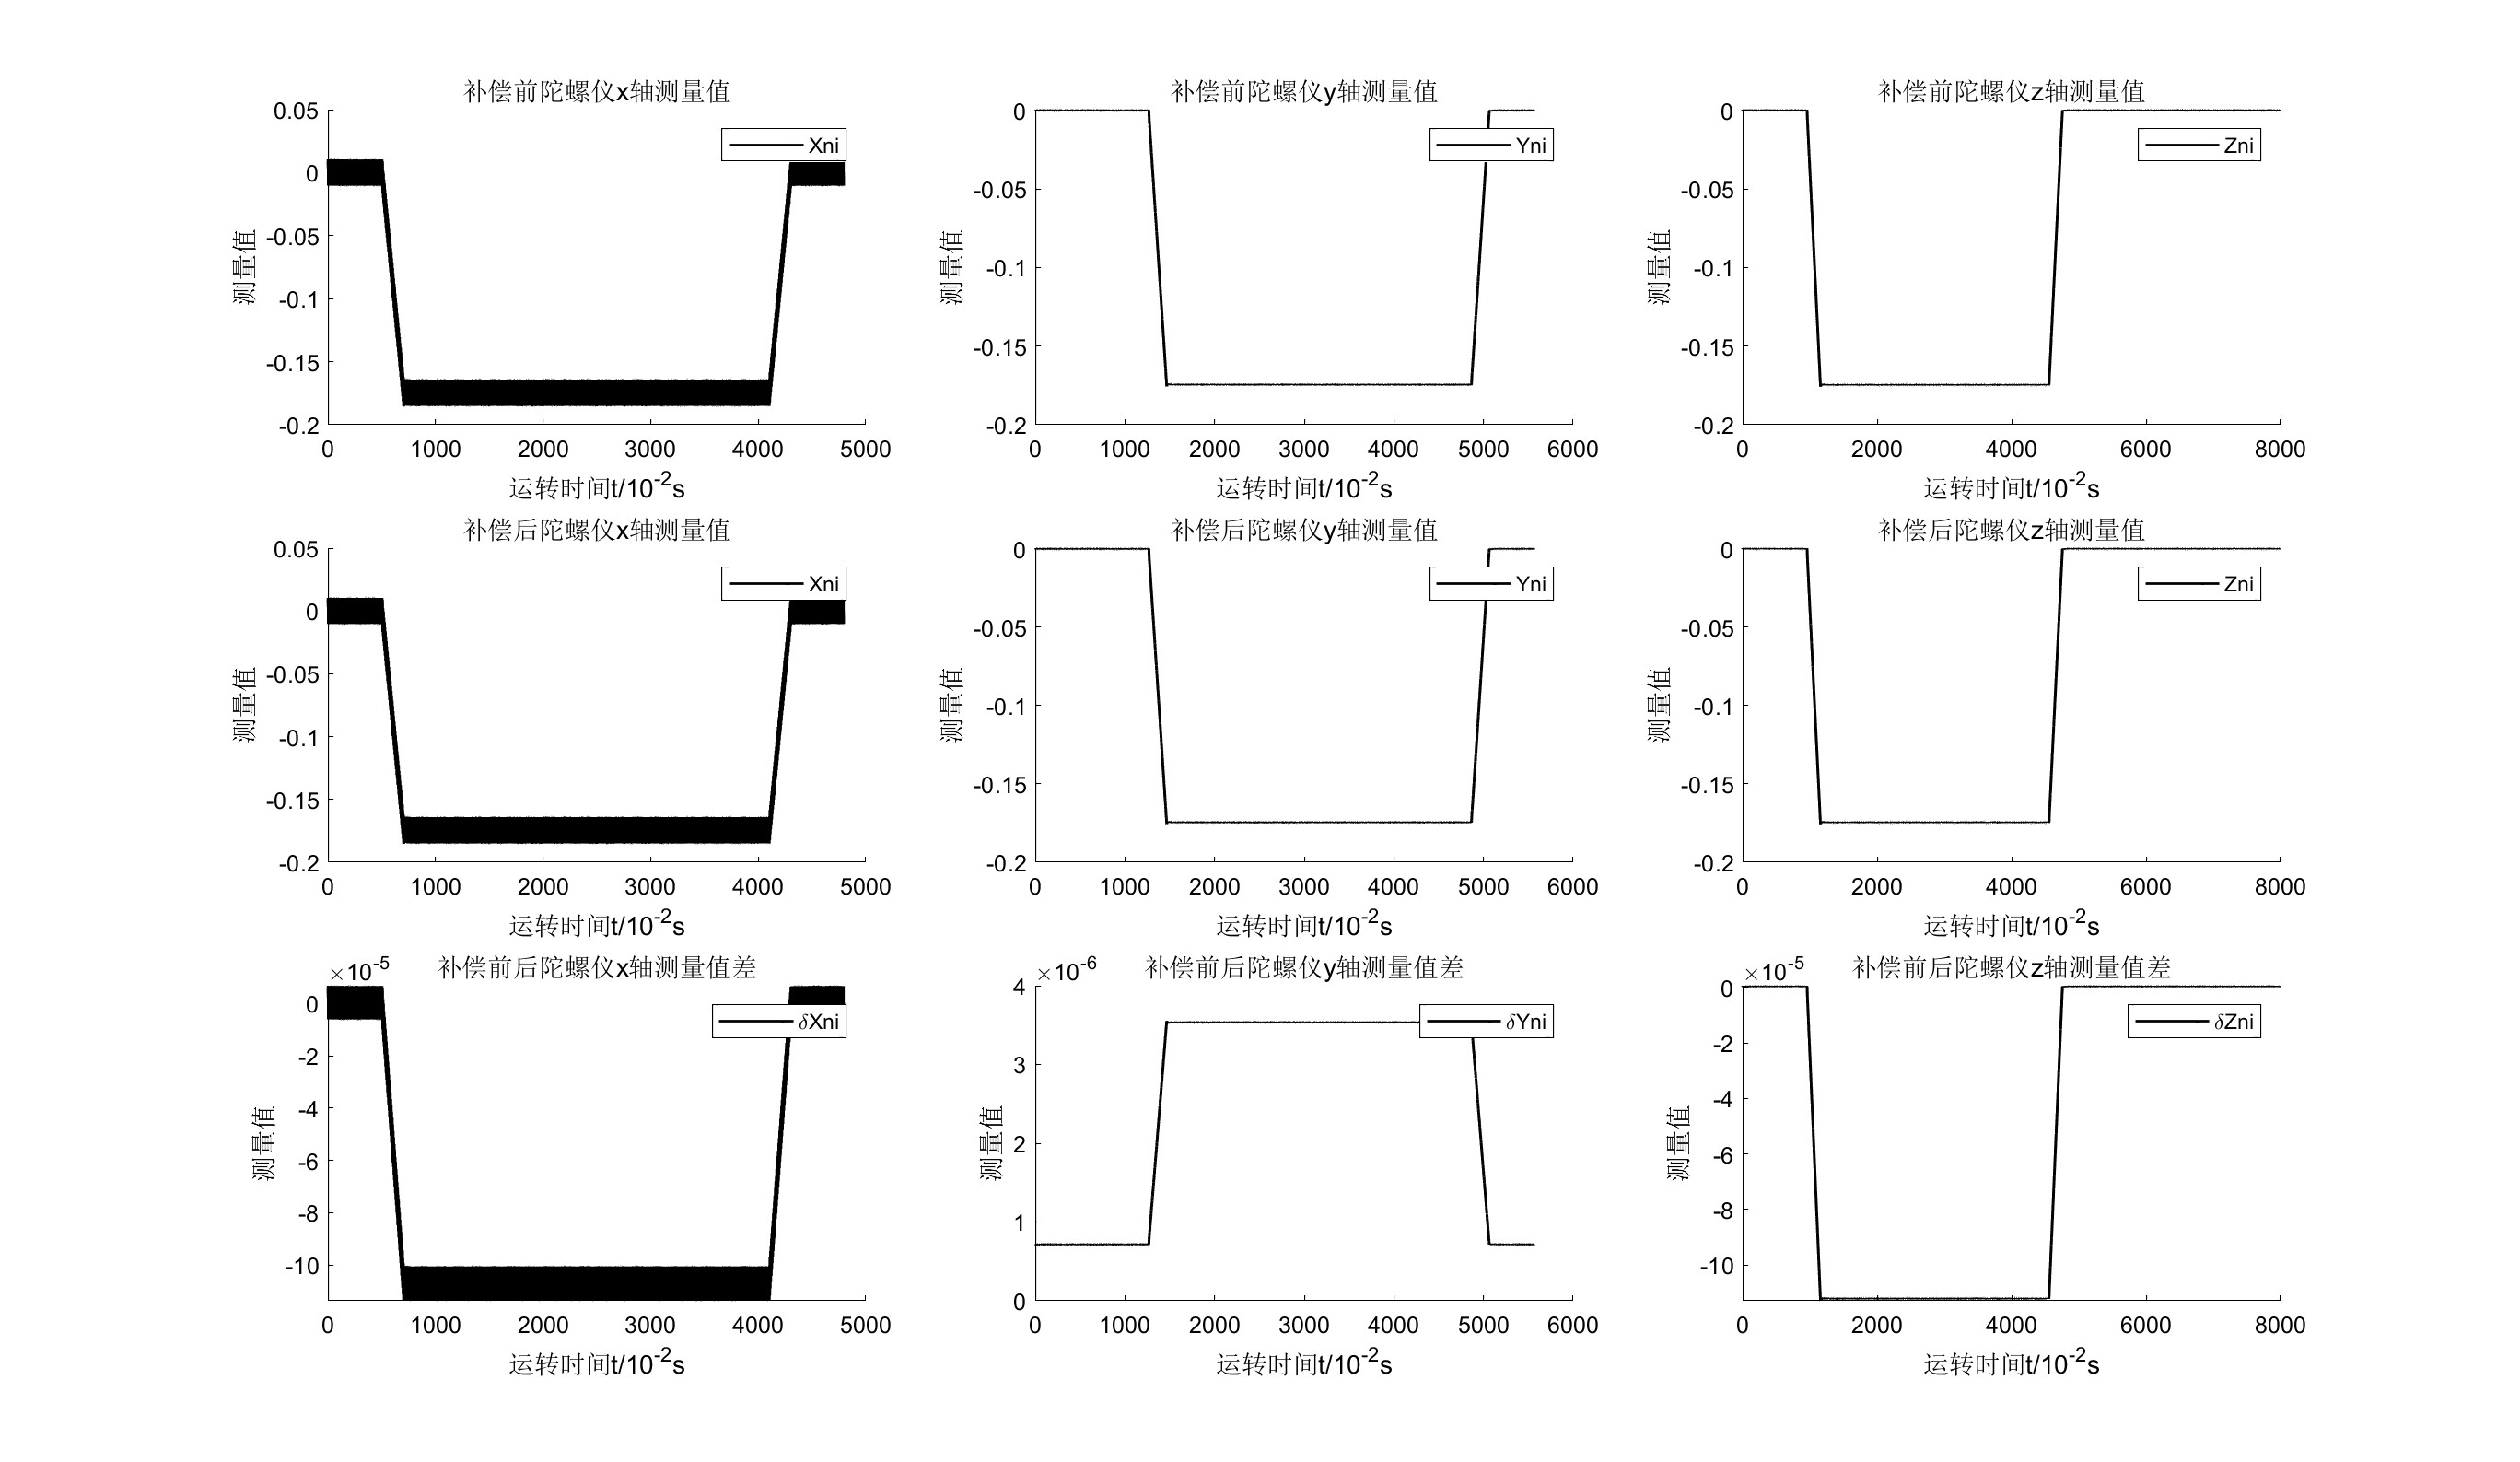 补偿前陀螺仪x轴测量值
0.05
0
-0.05
-0.1
-0.15
-0.2
测量值
Xni
0 1000 2000 3000 4000 5000
运转时间t/10-2s
补偿前陀螺仪y轴测量值
0
-0.05
-0.1
-0.15
-0.2
测量值
Yni
0 1000 2000 3000 4000 5000 6000
运转时间t/10-2s
补偿前陀螺仪z轴测量值
0
-0.05
-0.1
-0.15
-0.2
测量值
Zni
0 2000 4000 6000 8000
运转时间t/10-2s
补偿后陀螺仪x轴测量值
0.05
0
-0.05
-0.1
-0.15
-0.2
测量值
Xni
0 1000 2000 3000 4000 5000
运转时间t/10-2s
补偿后陀螺仪y轴测量值
0
-0.05
-0.1
-0.15
-0.2
测量值
Yni
0 1000 2000 3000 4000 5000 6000
运转时间t/10-2s
补偿后陀螺仪z轴测量值
0
-0.05
-0.1
-0.15
-0.2
测量值
Zni
0 2000 4000 6000 8000
运转时间t/10-2s
×10-5 补偿前后陀螺仪x轴测量值差
0
-2
-4
-6
-8
-10
测量值
δXni
0 1000 2000 3000 4000 5000
运转时间t/10-2s
×10-6 补偿前后陀螺仪y轴测量值差
4
3
2
1
0
测量值
δYni
0 1000 2000 3000 4000 5000 6000
运转时间t/10-2s
×10-5 补偿前后陀螺仪z轴测量值差
0
-2
-4
-6
-8
-10
测量值
δZni
0 2000 4000 6000 8000
运转时间t/10-2s